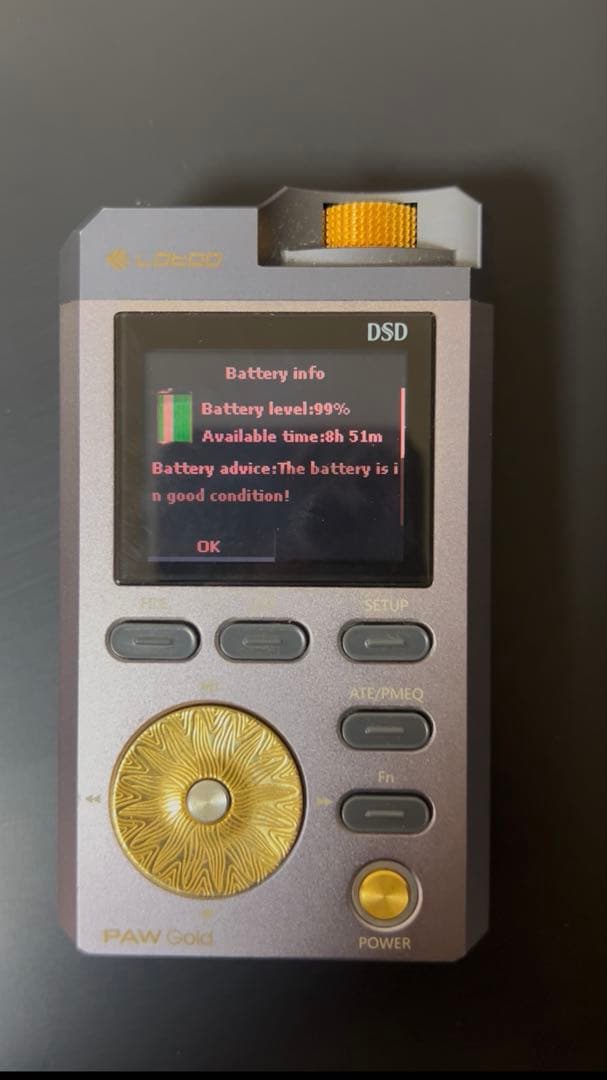 Lotoo
DSD
Battery info
Battery level:99%
Available time:8h 51m
Battery advice:The battery is i
n good condition!
OK
SETUP
ATE/PMEQ
Fn
PAW Gold
POWER